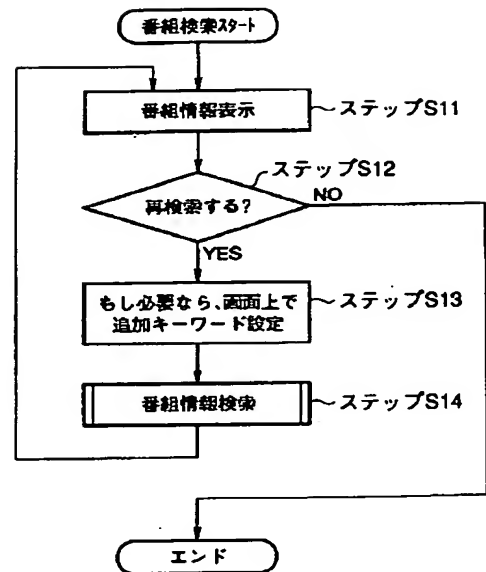 番組検索スタート
番組情報表示
ステップS11
ステップS12
再検索する?
NO
YES
もし必要なら、画面上で
追加キーワード設定
ステップS13
番組情報検索
ステップS14
エンド